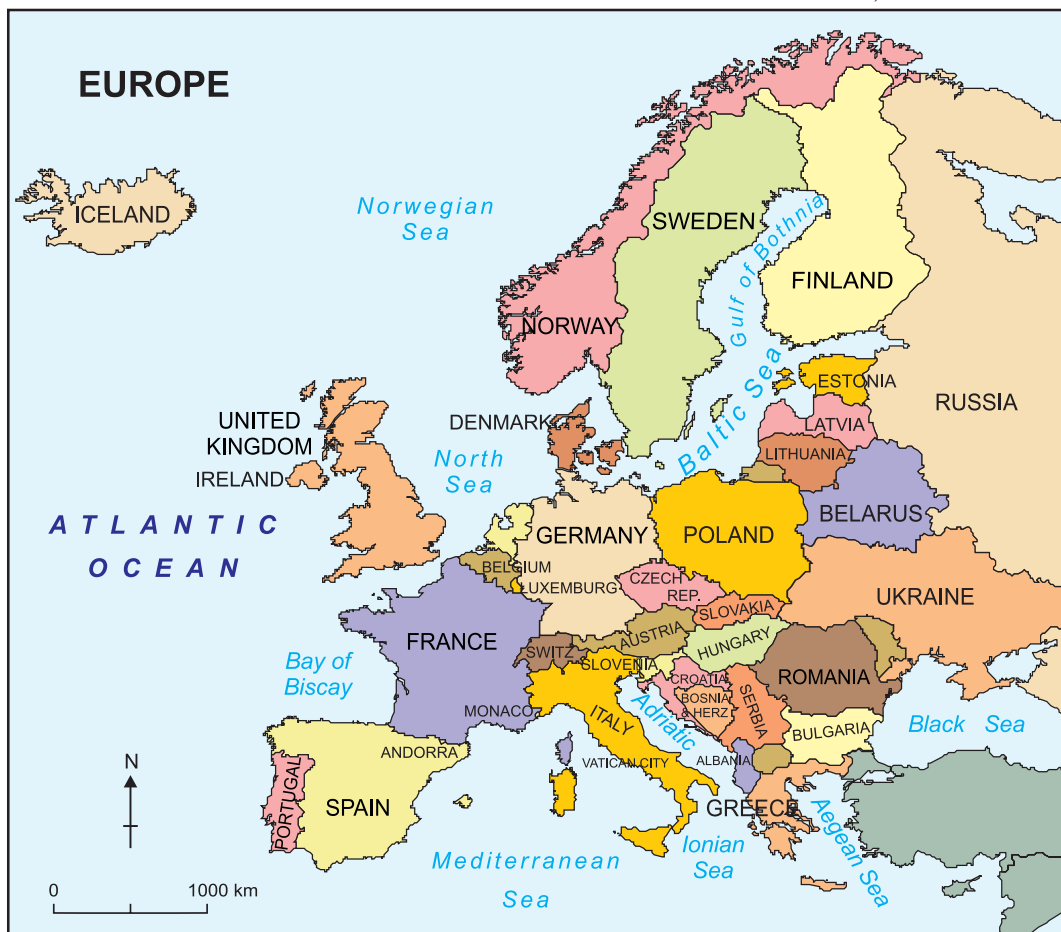 EUROPE
ICELAND
Norwegian
Sea
SWEDEN
Gulf of Bothnia
FINLAND
NORWAY
Baltic Sea
ESTONIA
RUSSIA
LATVIA
LITHUANIA
UNITED
KINGDOM
IRELAND
DENMARK
North
Sea
ATLANTIC
OCEAN
BELARUS
GERMANY
POLAND
BELGIUM
LUXEMBURG
CZECH
REP.
SLOVAKIA
UKRAINE
FRANCE
AUSTRIA
HUNGARY
SWITZ
SLOVENIA
CROATIA
ROMANIA
Bay of
Biscay
BOSNIA
& HERZ
SERBIA
MONACO
ITALY
Adriatic
Black Sea
BULGARIA
ANDORRA
VATICAN CITY
ALBANIA
N
PORTUGAL
SPAIN
GREECE
Aegean Sea
Ionian
Sea
Mediterranean
Sea
0 1000 km